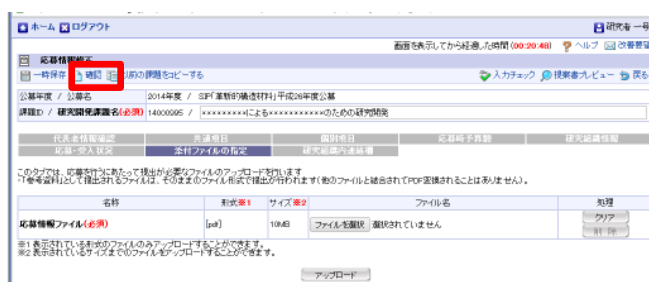 ホーム ログアウト 研究者 一号
画面を表示してから経過した時間(00:20:48) ヘルプ 改善要望
応募情報修正
一時保存 確認 以前の課題をコピーする 入力チェック 提案書プレビュー 戻る
公募年度 / 公募名 2014年度 / SIP「革新的構造材料」平成26年度公募
課題ID / 研究開発課題名(必須) 14000995 / ×××××××××による×××××××××××のための研究開発
代表者情報確認 共通項目 個別項目 応募時予算額 研究組織情報
応募・受入状況 添付ファイルの指定 研究組織内連絡欄
このタブでは、応募を行うにあたって提出が必要なファイルのアップロードを行います
・「参考資料」として提出されるファイルは、そのままのファイル形式で提出が行われます(他のファイルと結合されてPDF変換されることはありません)。
名称 形式※1 サイズ※2 ファイル名 処理
応募情報ファイル(必須) [pdf] 10MB ファイルを選択 選択されていません クリア
削 除
※1 表示されている形式のファイルのみアップロードすることができます。
※2 表示されているサイズまでのファイルをアップロードすることができます。
アップロード